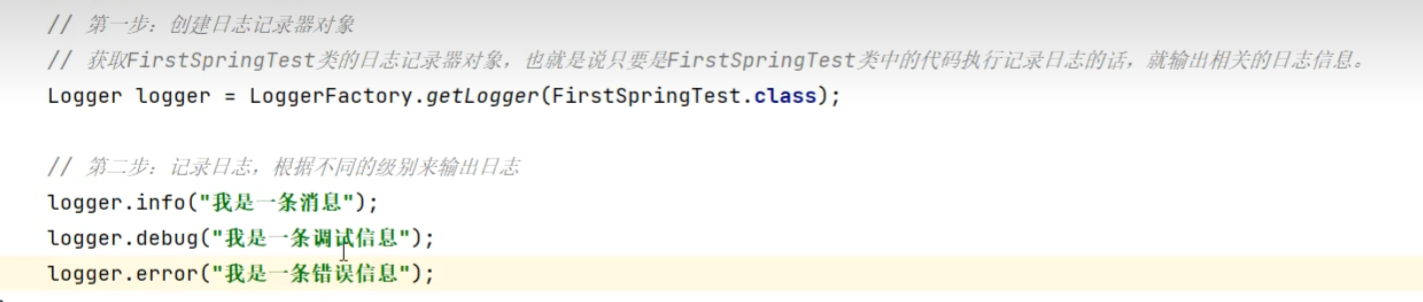 // 第一步：创建日志记录器对象
// 获取FirstSpringTest类的日志记录器对象，也就是说只要是FirstSpringTest类中的代码执行记录日志的话，就输出相关的日志信息。
Logger logger = LoggerFactory.getLogger(FirstSpringTest.class);
// 第二步：记录日志，根据不同的级别来输出日志
logger.info("我是一条消息");
logger.debug("我是一条调试信息");
logger.error("我是一条错误信息");